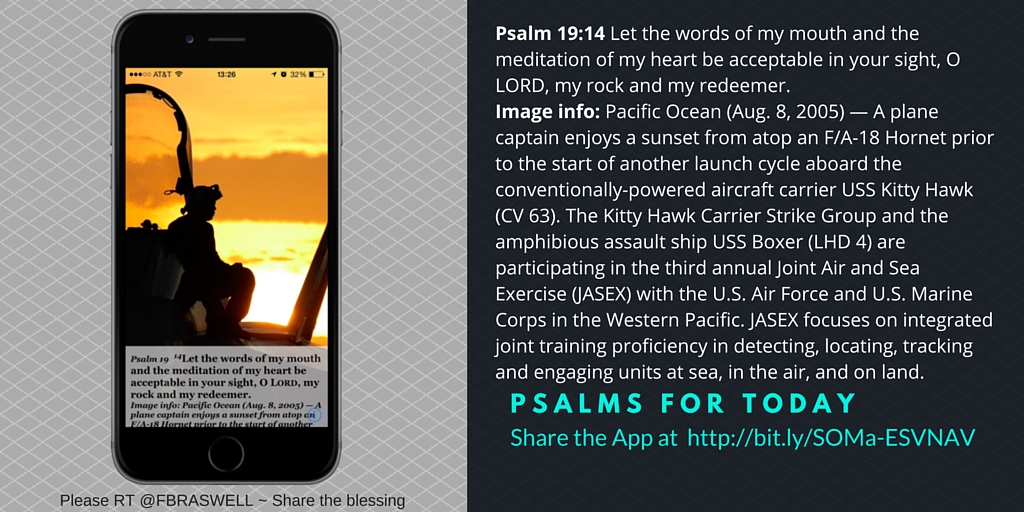 ●●●○○ AT&T 13:26 32%
Psalm 19 ¹⁴Let the words of my mouth
and the meditation of my heart be
acceptable in your sight, O LORD, my
rock and my redeemer.
Image info: Pacific Ocean (Aug. 8, 2005) — A
plane captain enjoys a sunset from atop an
F/A-18 Hornet prior to the start of another
Please RT @FBRASWELL ~ Share the blessing
Psalm 19:14 Let the words of my mouth and the
meditation of my heart be acceptable in your sight, O
LORD, my rock and my redeemer.
Image info: Pacific Ocean (Aug. 8, 2005) — A plane
captain enjoys a sunset from atop an F/A-18 Hornet prior
to the start of another launch cycle aboard the
conventionally-powered aircraft carrier USS Kitty Hawk
(CV 63). The Kitty Hawk Carrier Strike Group and the
amphibious assault ship USS Boxer (LHD 4) are
participating in the third annual Joint Air and Sea
Exercise (JASEX) with the U.S. Air Force and U.S. Marine
Corps in the Western Pacific. JASEX focuses on integrated
joint training proficiency in detecting, locating, tracking
and engaging units at sea, in the air, and on land.
PSALMS FOR TODAY
Share the App at http://bit.ly/SOMa-ESVNAV